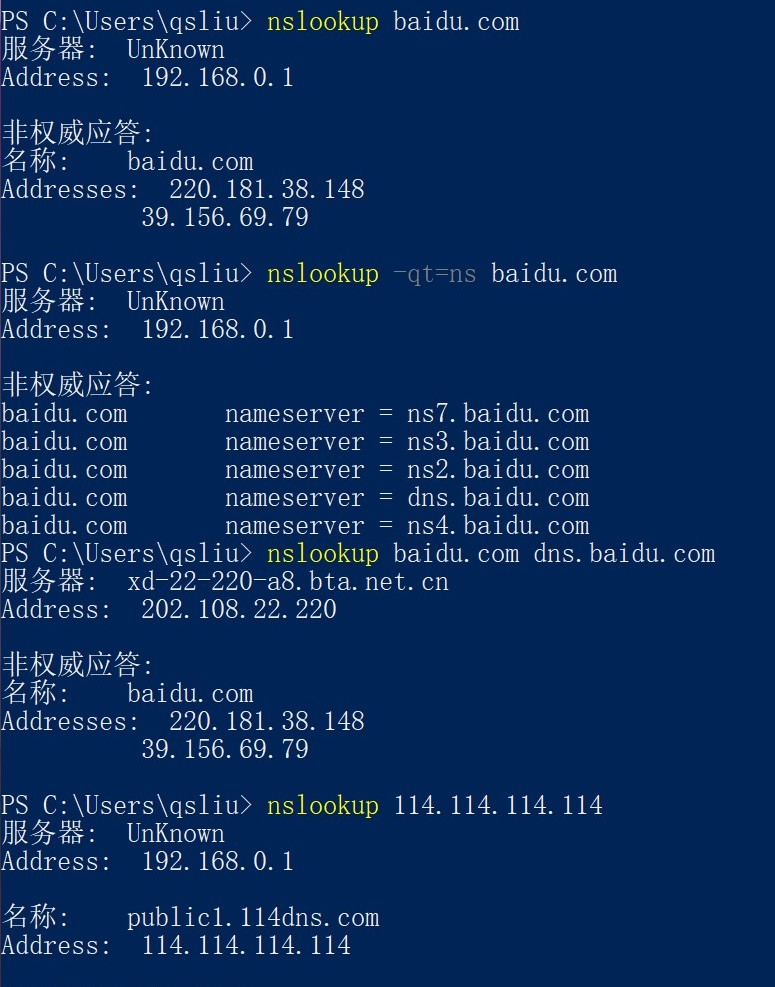 PS C:\Users\qsliu> nslookup baidu.com
服务器:  UnKnown
Address:  192.168.0.1

非权威应答:
名称:    baidu.com
Addresses:  220.181.38.148
          39.156.69.79

PS C:\Users\qsliu> nslookup -qt=ns baidu.com
服务器:  UnKnown
Address:  192.168.0.1

非权威应答:
baidu.com       nameserver = ns7.baidu.com
baidu.com       nameserver = ns3.baidu.com
baidu.com       nameserver = ns2.baidu.com
baidu.com       nameserver = dns.baidu.com
baidu.com       nameserver = ns4.baidu.com
PS C:\Users\qsliu> nslookup baidu.com dns.baidu.com
服务器:  xd-22-220-a8.bta.net.cn
Address:  202.108.22.220

非权威应答:
名称:    baidu.com
Addresses:  220.181.38.148
          39.156.69.79

PS C:\Users\qsliu> nslookup 114.114.114.114
服务器:  UnKnown
Address:  192.168.0.1

名称:    public1.114dns.com
Address:  114.114.114.114